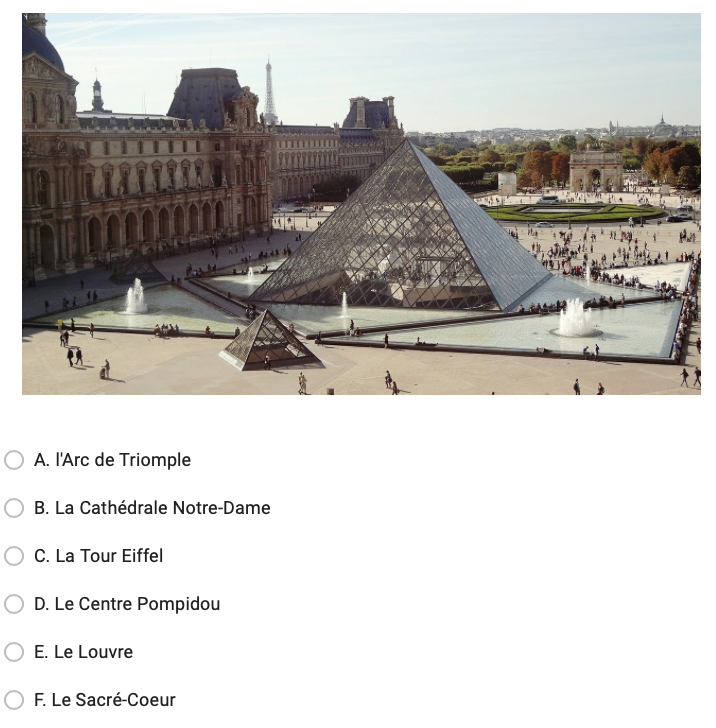 A. l'Arc de Triomple
B. La Cathédrale Notre-Dame
C. La Tour Eiffel
D. Le Centre Pompidou
E. Le Louvre
F. Le Sacré-Coeur